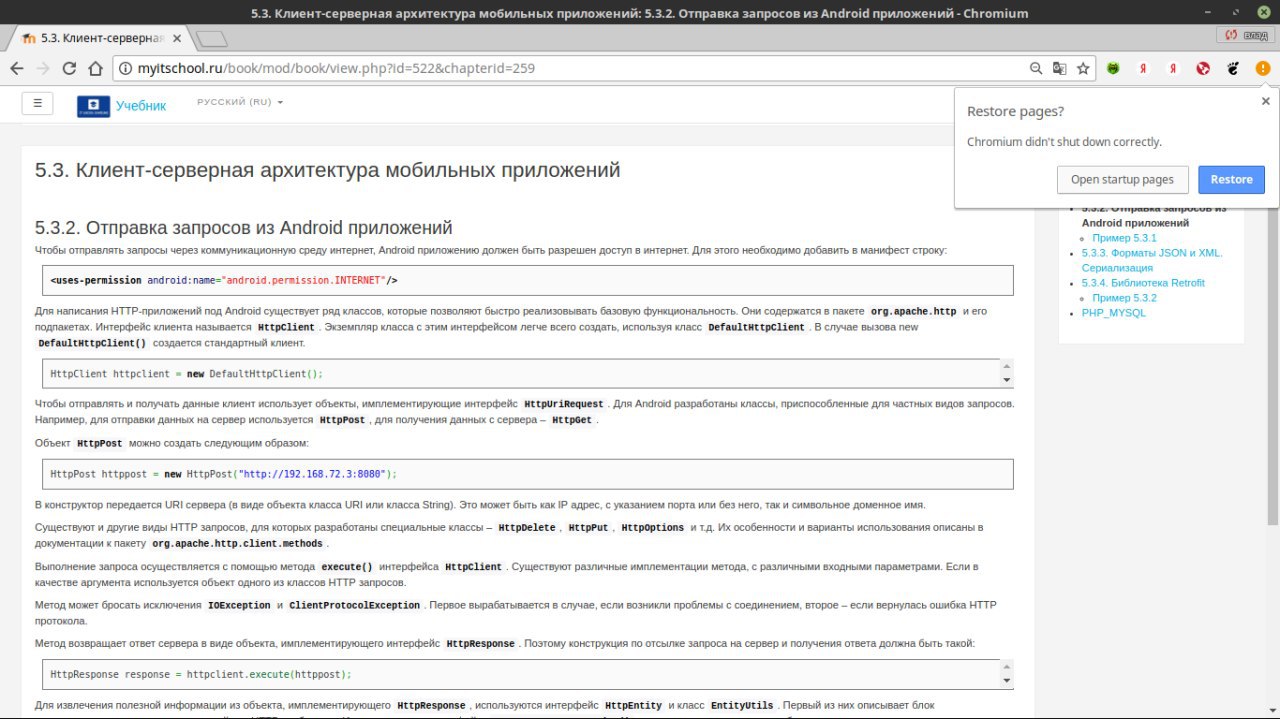 5.3. Клиент-серверная архитектура мобильных приложений: 5.3.2. Отправка запросов из Android приложений - Chromium
5.3. Клиент-серверная
влад
myitschool.ru/book/mod/book/view.php?id=522&chapterid=259
Учебник
РУССКИЙ (RU)
Restore pages?
Chromium didn't shut down correctly.
Open startup pages
Restore
5.3. Клиент-серверная архитектура мобильных приложений
5.3.2. Отправка запросов из Android приложений
Чтобы отправлять запросы через коммуникационную среду интернет, Android-приложению должен быть разрешен доступ в интернет. Для этого необходимо добавить в манифест строку:
<uses-permission android:name="android.permission.INTERNET"/>
Для написания HTTP-приложений под Android существует ряд классов, которые позволяют быстро реализовывать базовую функциональность. Они содержатся в пакете org.apache.http и его
подпакетах. Интерфейс клиента называется HttpClient . Экземпляр класса с этим интерфейсом легче всего создать, используя класс DefaultHttpClient . В случае вызова new
DefaultHttpClient() создается стандартный клиент.
HttpClient httpclient = new DefaultHttpClient();
Чтобы отправлять и получать данные клиент использует объекты, имплементирующие интерфейс HttpUriRequest . Для Android разработаны классы, приспособленные для частных видов запросов.
Например, для отправки данных на сервер используется HttpPost , для получения данных с сервера – HttpGet .
Объект HttpPost можно создать следующим образом:
HttpPost httppost = new HttpPost("http://192.168.72.3:8080");
В конструктор передается URI сервера (в виде объекта класса URI или класса String). Это может быть как IP адрес, с указанием порта или без него, так и символьное доменное имя.
Существуют и другие виды HTTP запросов, для которых разработаны специальные классы – HttpDelete , HttpPut , HttpOptions и т.д. Их особенности и варианты использования описаны в
документации к пакету org.apache.http.client.methods .
Выполнение запроса осуществляется с помощью метода execute() интерфейса HttpClient . Существуют различные имплементации метода, с различными входными параметрами. Если в
качестве аргумента используется объект одного из классов HTTP запросов.
Метод может бросать исключения IOException и ClientProtocolException . Первое вырабатывается в случае, если возникли проблемы с соединением, второе – если вернулась ошибка HTTP
протокола.
Метод возвращает ответ сервера в виде объекта, имплементирующего интерфейс HttpResponse . Поэтому конструкция по отсылке запроса на сервер и получения ответа должна быть такой:
HttpResponse response = httpclient.execute(httppost);
Для извлечения полезной информации из объекта, имплементирующего HttpResponse , используются интерфейс HttpEntity и класс EntityUtils . Первый из них описывает блок
5.3.2. Отправка запросов из
Android приложений
Пример 5.3.1
5.3.3. Форматы JSON и XML.
Сериализация
5.3.4. Библиотека Retrofit
Пример 5.3.2
PHP_MYSQL